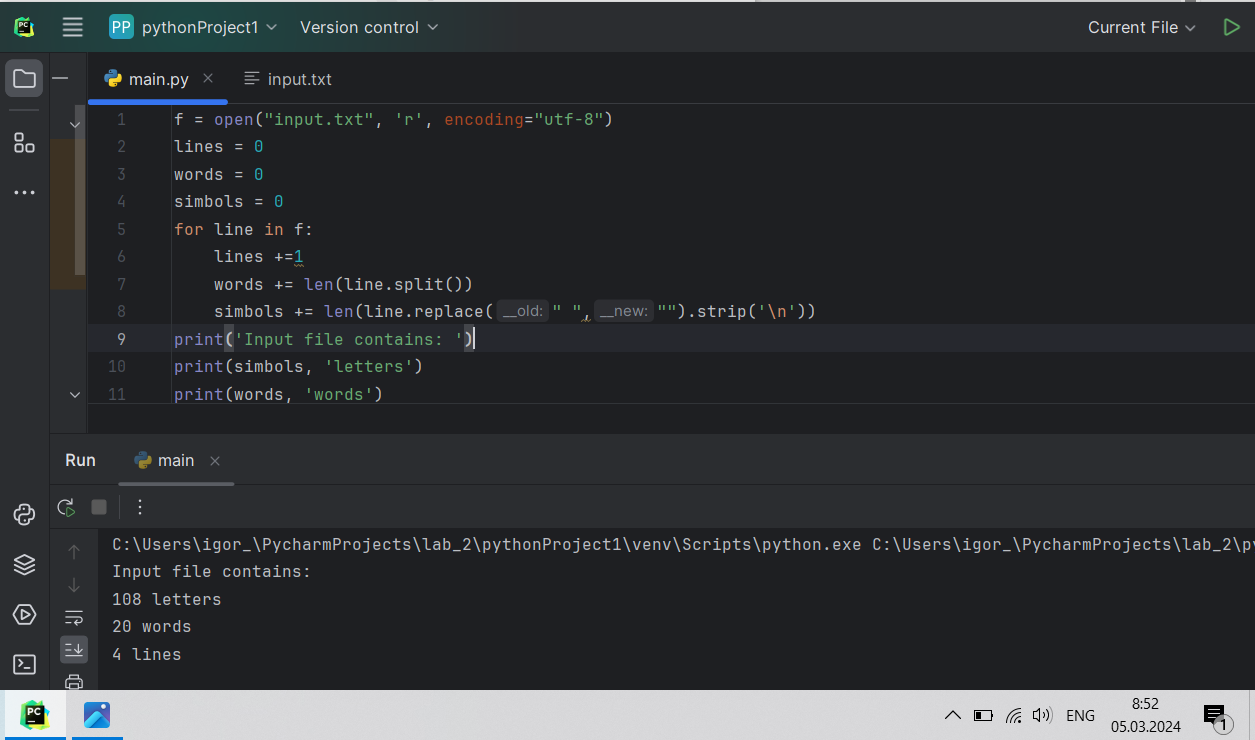 PC PP pythonProject1 Version control Current File
main.py input.txt
1 f = open("input.txt", 'r', encoding="utf-8")
2 lines = 0
3 words = 0
4 simbols = 0
5 for line in f:
6 lines +=1
7 words += len(line.split())
8 simbols += len(line.replace( __old: " ", __new: "").strip('\n'))
9 print('Input file contains: ')
10 print(simbols, 'letters')
11 print(words, 'words')
Run main
C:\Users\igor_\PycharmProjects\lab_2\pythonProject1\venv\Scripts\python.exe C:\Users\igor_\PycharmProjects\lab_2\py
Input file contains:
108 letters
20 words
4 lines
PC ENG 8:52
05.03.2024 1